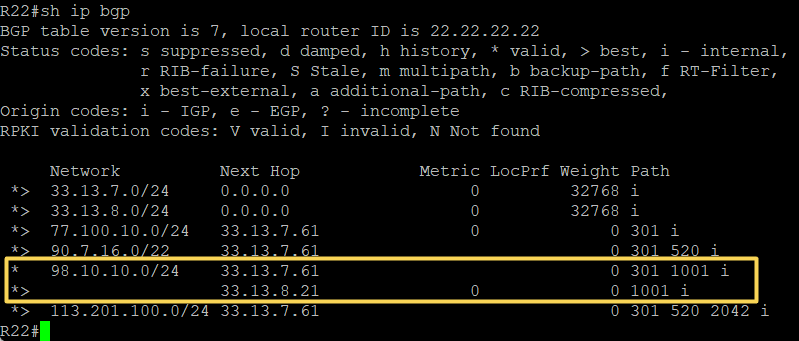 R22#sh ip bgp
BGP table version is 7, local router ID is 22.22.22.22
Status codes: s suppressed, d damped, h history, * valid, > best, i - internal,
              r RIB-failure, S Stale, m multipath, b backup-path, f RT-Filter,
              x best-external, a additional-path, c RIB-compressed,
Origin codes: i - IGP, e - EGP, ? - incomplete
RPKI validation codes: V valid, I invalid, N Not found

     Network          Next Hop            Metric LocPrf Weight Path
 *>  33.13.7.0/24     0.0.0.0                  0         32768 i
 *>  33.13.8.0/24     0.0.0.0                  0         32768 i
 *>  77.100.10.0/24   33.13.7.61               0             0 301 i
 *>  90.7.16.0/22     33.13.7.61                             0 301 520 i
 *   98.10.10.0/24    33.13.7.61                             0 301 1001 i
 *>                   33.13.8.21               0             0 1001 i
 *>  113.201.100.0/24 33.13.7.61                             0 301 520 2042 i
R22#